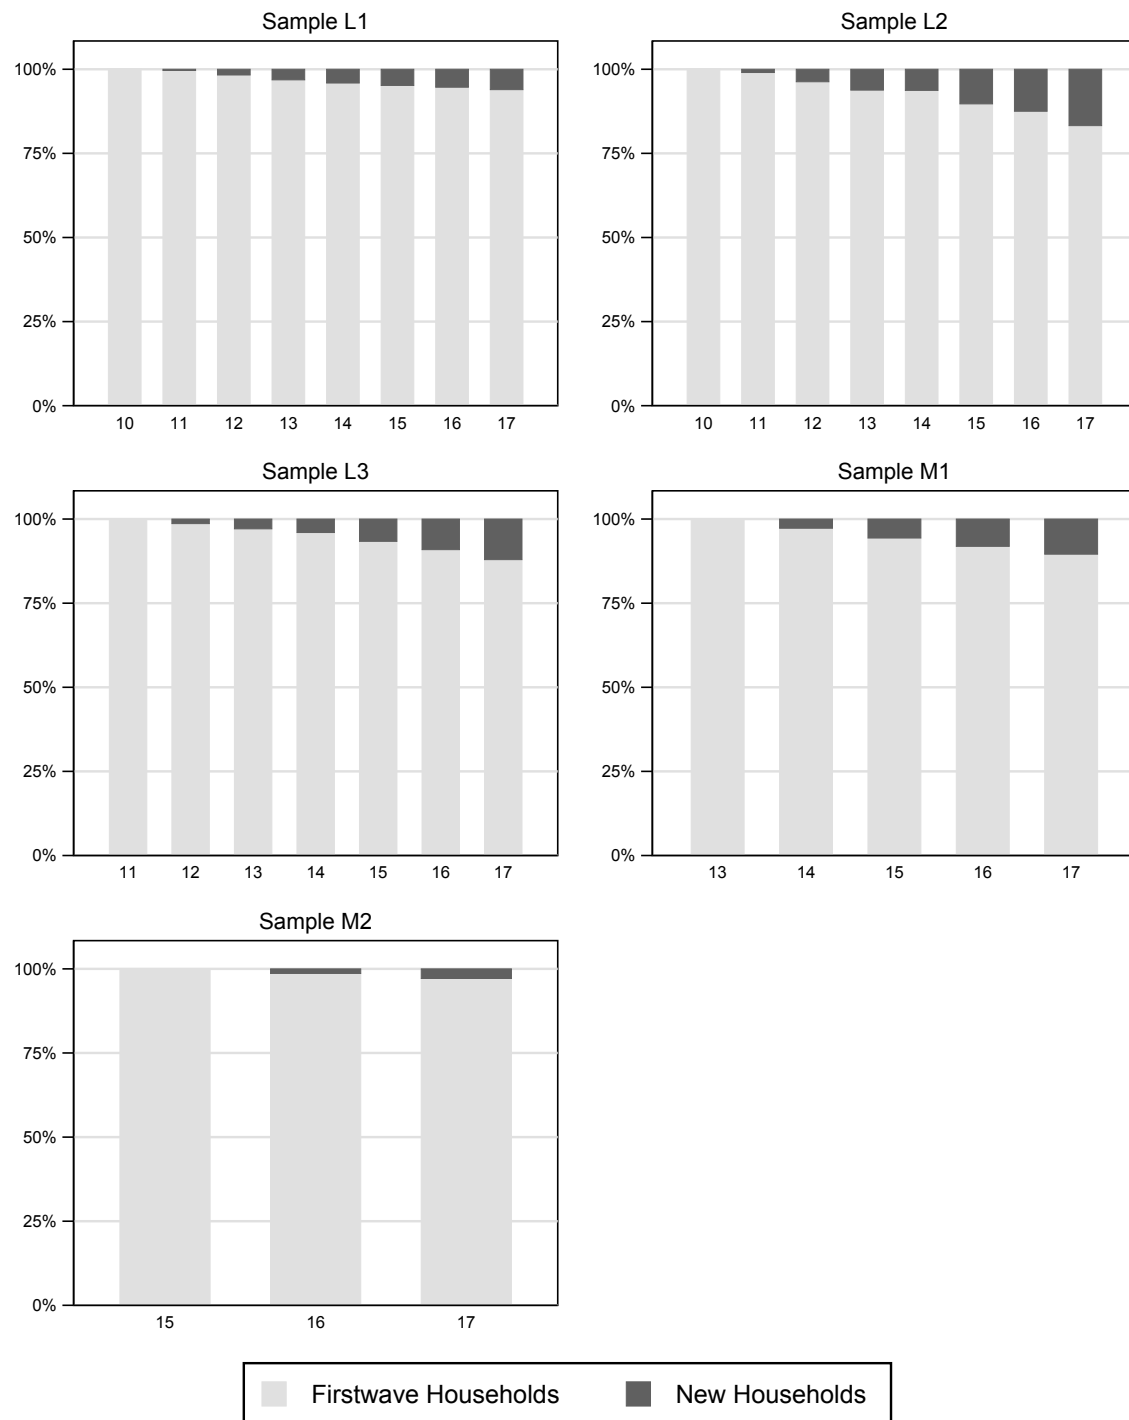 Sample L1
100%
75%
50%
25%
0%
10 11 12 13 14 15 16 17
Sample L2
100%
75%
50%
25%
0%
10 11 12 13 14 15 16 17
Sample L3
100%
75%
50%
25%
0%
11 12 13 14 15 16 17
Sample M1
100%
75%
50%
25%
0%
13 14 15 16 17
Sample M2
100%
75%
50%
25%
0%
15 16 17
Firstwave Households New Households